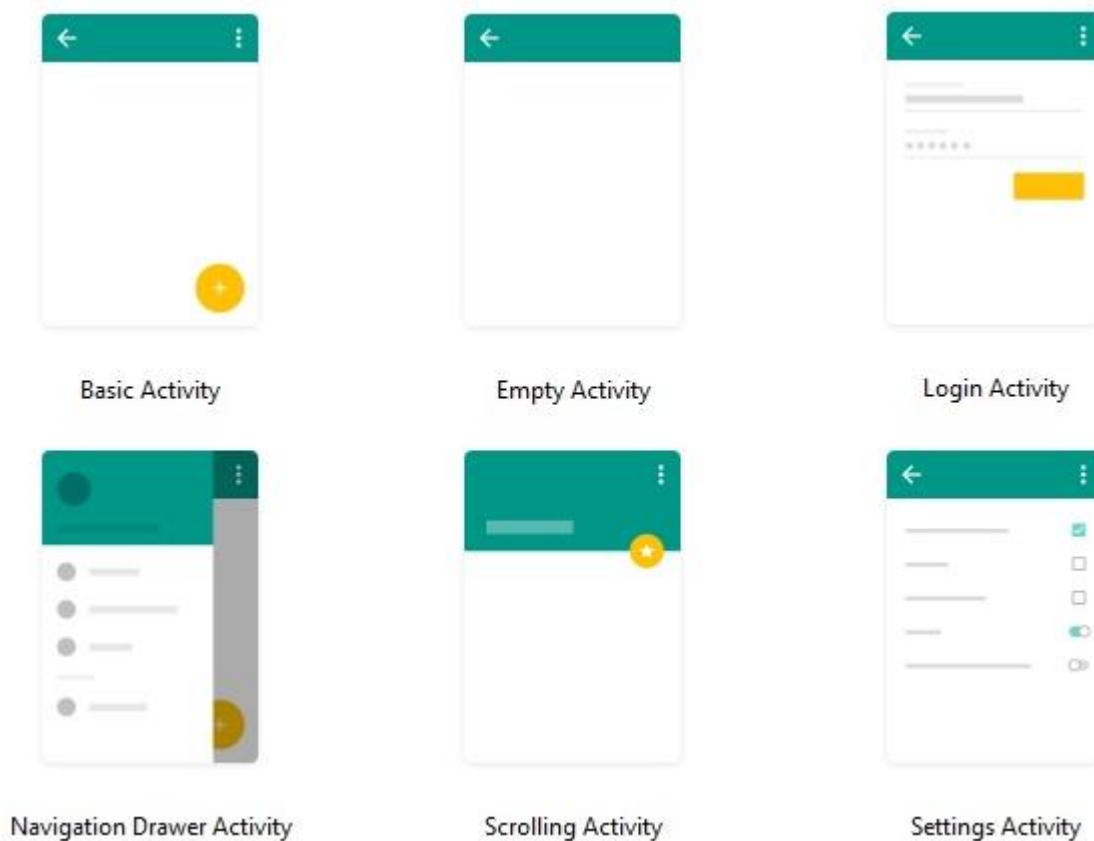 Basic Activity
Empty Activity
Login Activity
Navigation Drawer Activity
Scrolling Activity
Settings Activity